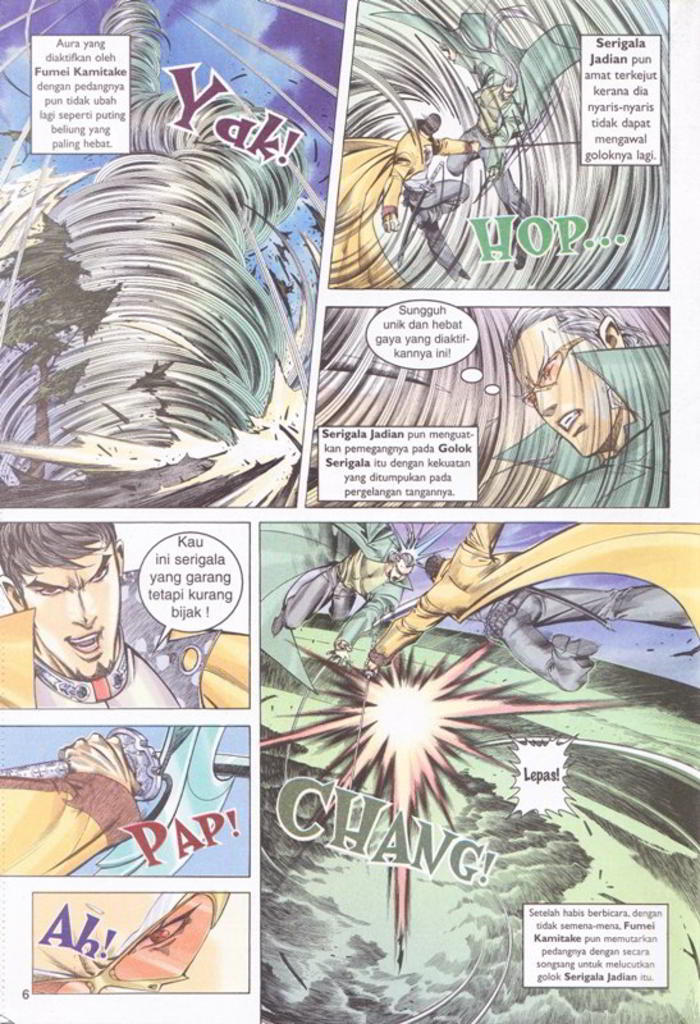 Aura yang
diaktifkan oleh
Fumei Kamitake
dengan pedangnya
pun tidak ubah
lagi seperti puting
beliung yang
paling hebat.
Yak!
Serigala
Jadian pun
amat terkejut
kerana dia
nyaris-nyaris
tidak dapat
mengawal
goloknya lagi.
HOP...
Sungguh
unik dan hebat
gaya yang diaktif-
kannya ini!
Serigala Jadian pun menguat-
kan pemegangnya pada Golok
Serigala itu dengan kekuatan
yang ditumpukan pada
pergelangan tangannya.
Kau
ini serigala
yang garang
tetapi kurang
bijak !
PAP!
Ah!
Lepas!
CHANG!
Setelah habis berbicara, dengan
tidak semena-mena, Fumei
Kamitake pun memutarkan
pedangnya dengan secara
songsang untuk melucutkan
golok Serigala Jadian itu.
6